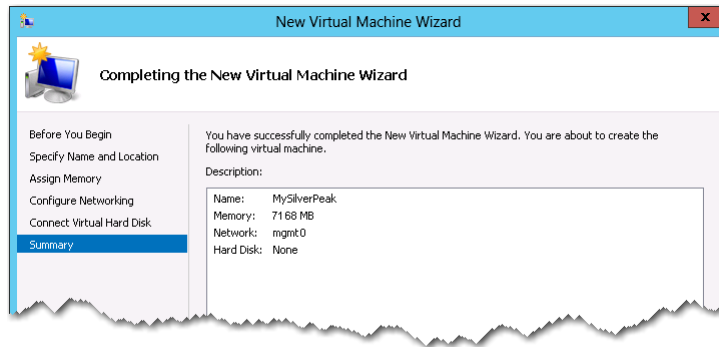 New Virtual Machine Wizard
x
Completing the New Virtual Machine Wizard
Before You Begin
Specify Name and Location
Assign Memory
Configure Networking
Connect Virtual Hard Disk
Summary
You have successfully completed the New Virtual Machine Wizard. You are about to create the
following virtual machine.
Description:
Name: MySilverPeak
Memory: 7168 MB
Network: mgmt0
Hard Disk: None